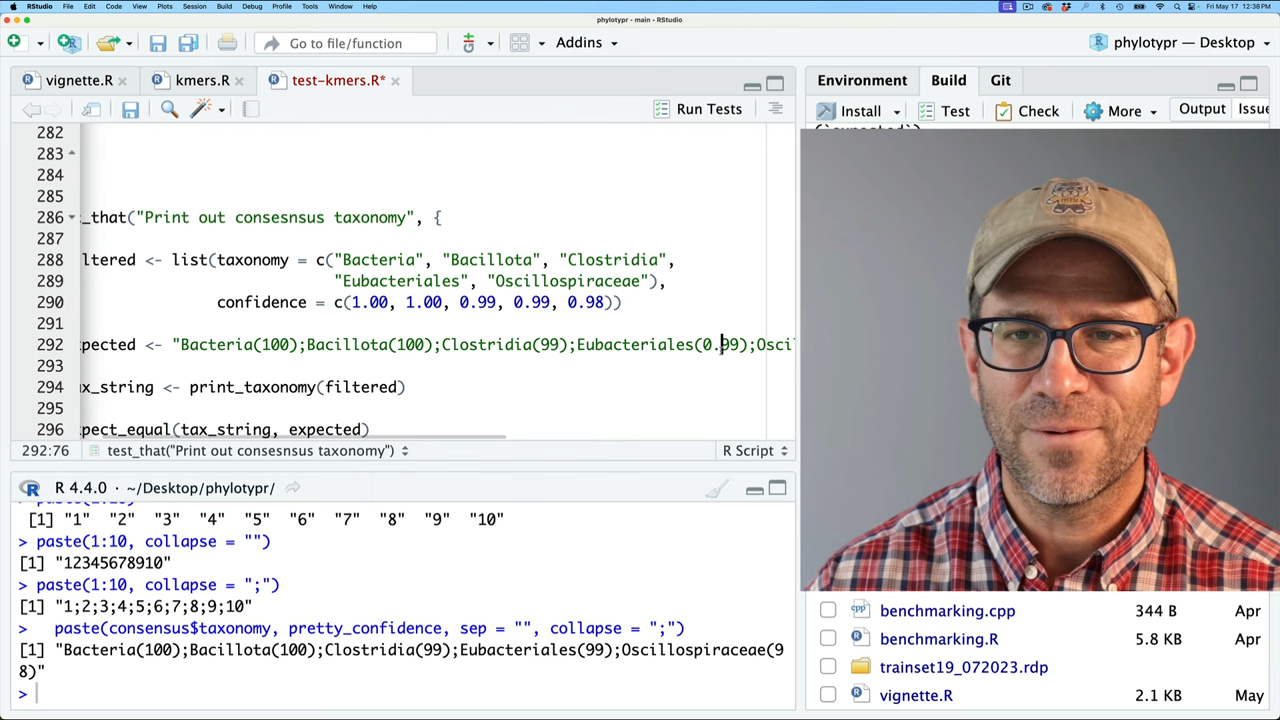 RStudio File Edit Code View Plots Session Build Debug Profile Tools Window Help
Fri May 17 12:38 PM
phylotypr - main - RStudio
Go to file/function
Addins
phylotypr — Desktop
vignette.R
kmers.R
test-kmers.R*
Environment
Build
Git
Run Tests
Install
Test
Check
More
Output
Issue
282
283
284
285
286 _that("Print out consesnsus taxonomy", {
287
288 ltered <- list(taxonomy = c("Bacteria", "Bacillota", "Clostridia",
289 "Eubacteriales", "Oscillospiraceae"),
290 confidence = c(1.00, 1.00, 0.99, 0.99, 0.98))
291
292 pected <- "Bacteria(100);Bacillota(100);Clostridia(99);Eubacteriales(0.99);Oscil
293
294 ax_string <- print_taxonomy(filtered)
295
296 pect_equal(tax_string, expected)
292:76
test_that("Print out consesnsus taxonomy")
R Script
R 4.4.0 · ~/Desktop/phylotypr/
[1] "1" "2" "3" "4" "5" "6" "7" "8" "9" "10"
> paste(1:10, collapse = "")
[1] "12345678910"
> paste(1:10, collapse = ";")
[1] "1;2;3;4;5;6;7;8;9;10"
> paste(consensus$taxonomy, pretty_confidence, sep = "", collapse = ";")
[1] "Bacteria(100);Bacillota(100);Clostridia(99);Eubacteriales(99);Oscillospiraceae(9
8)"
>
benchmarking.cpp 344 B Apr
benchmarking.R 5.8 KB Apr
trainset19_072023.rdp
vignette.R 2.1 KB May